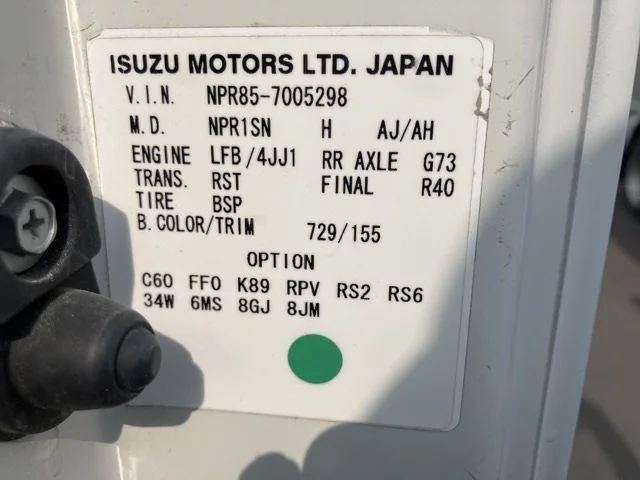 ISUZU MOTORS LTD. JAPAN
V.I.N. NPR85-7005298
M.D. NPR1SN H AJ/AH
ENGINE LFB/4JJ1 RR AXLE G73
TRANS. RST FINAL R40
TIRE BSP
B.COLOR/TRIM 729/155
OPTION
C60 FF0 K89 RPV RS2 RS6
34W 6MS 8GJ 8JM